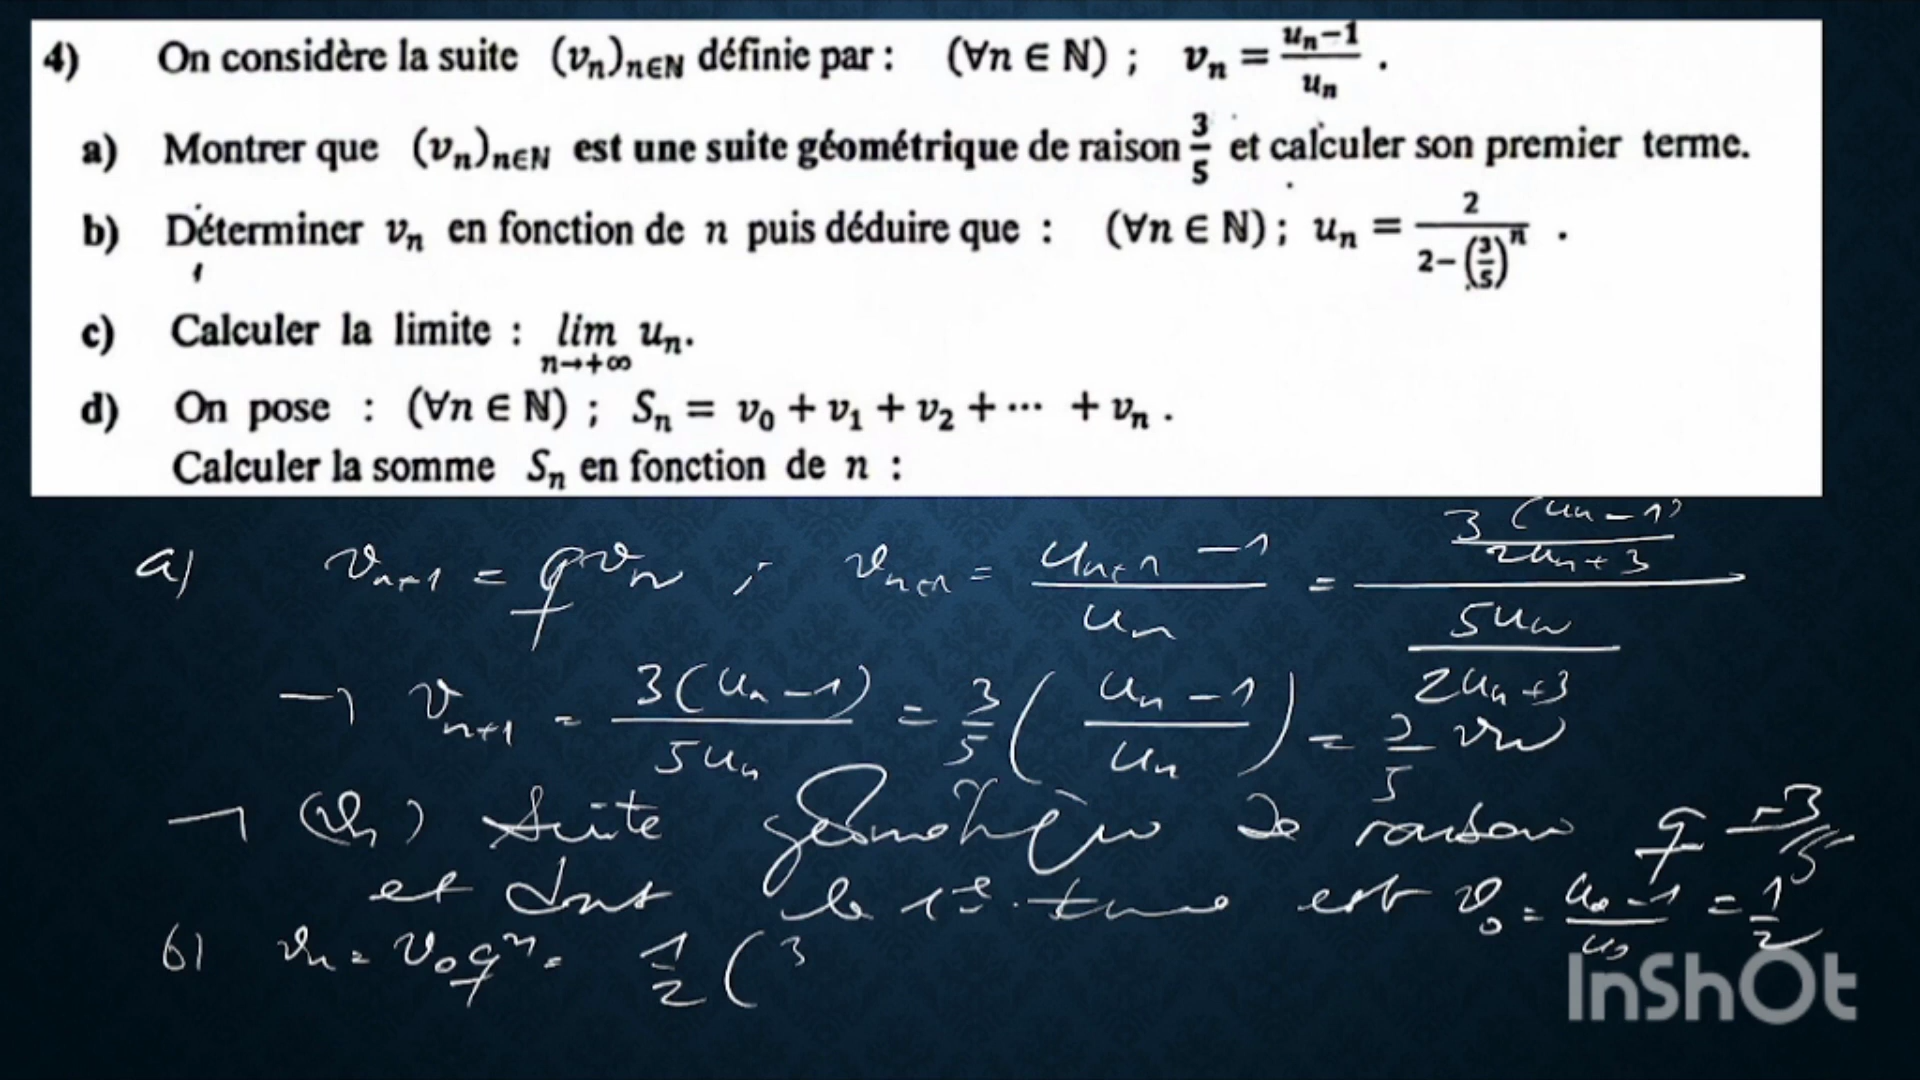 4) On considère la suite (vₙ)ₙ∈ℕ définie par : (∀n ∈ ℕ) ; vₙ = (uₙ−1)/uₙ .
a) Montrer que (vₙ)ₙ∈ℕ est une suite géométrique de raison 3/5 et calculer son premier terme.
b) Déterminer vₙ en fonction de n puis déduire que : (∀n ∈ ℕ) ; uₙ = 2/(2−(3/5)ⁿ) .
c) Calculer la limite : lim n→+∞ uₙ.
d) On pose : (∀n ∈ ℕ) ; Sₙ = v₀ + v₁ + v₂ + ⋯ + vₙ .
Calculer la somme Sₙ en fonction de n :
a) vₙ₊₁ = q vₙ ; vₙ₊₁ = (uₙ₊₁ − 1)/uₙ = (3(uₙ−1)/(2uₙ+3))/(5uₙ/(2uₙ+3))
→ vₙ₊₁ = 3(uₙ−1)/(5uₙ) = 3/5 ((uₙ−1)/uₙ) = 3/5 vₙ
→ (vₙ) suite géométrique de raison q = 3/5
et dont le 1er terme est v₀ = (u₀−1)/u₀ = 1/2
b) vₙ = v₀qⁿ = 1/2 (3
InShOt